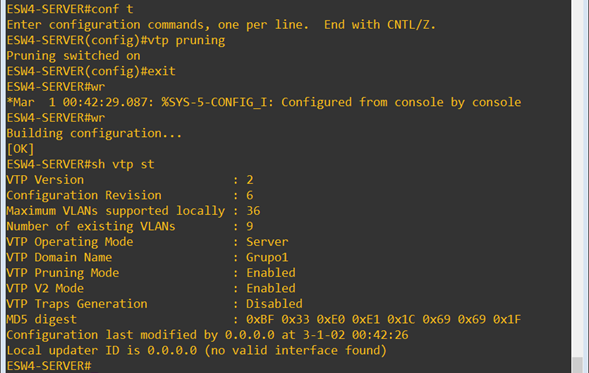 ESW4-SERVER#conf t
Enter configuration commands, one per line.  End with CNTL/Z.
ESW4-SERVER(config)#vtp pruning
Pruning switched on
ESW4-SERVER(config)#exit
ESW4-SERVER#wr
*Mar  1 00:42:29.087: %SYS-5-CONFIG_I: Configured from console by console
ESW4-SERVER#wr
Building configuration...
[OK]
ESW4-SERVER#sh vtp st
VTP Version                     : 2
Configuration Revision          : 6
Maximum VLANs supported locally : 36
Number of existing VLANs        : 9
VTP Operating Mode              : Server
VTP Domain Name                 : Grupo1
VTP Pruning Mode                : Enabled
VTP V2 Mode                     : Enabled
VTP Traps Generation            : Disabled
MD5 digest                      : 0xBF 0x33 0xE0 0xE1 0x1C 0x69 0x69 0x1F
Configuration last modified by 0.0.0.0 at 3-1-02 00:42:26
Local updater ID is 0.0.0.0 (no valid interface found)
ESW4-SERVER#